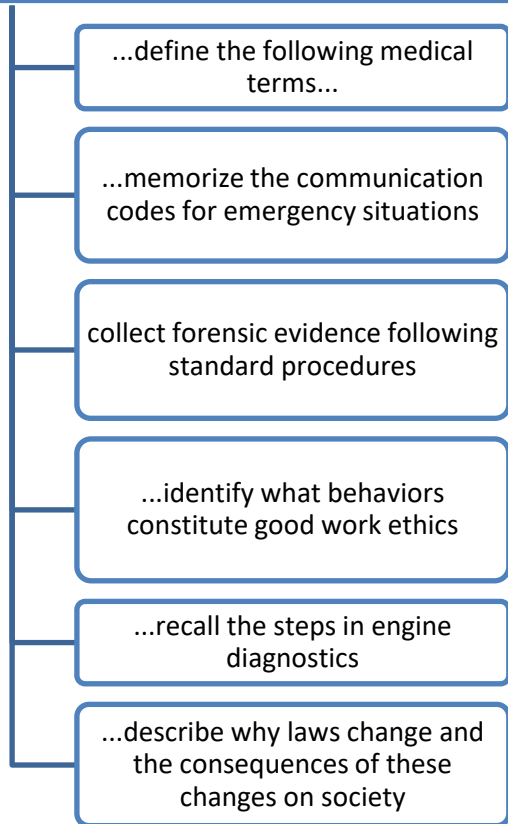 ...define the following medical
terms...
...memorize the communication
codes for emergency situations
collect forensic evidence following
standard procedures
...identify what behaviors
constitute good work ethics
...recall the steps in engine
diagnostics
...describe why laws change and
the consequences of these
changes on society